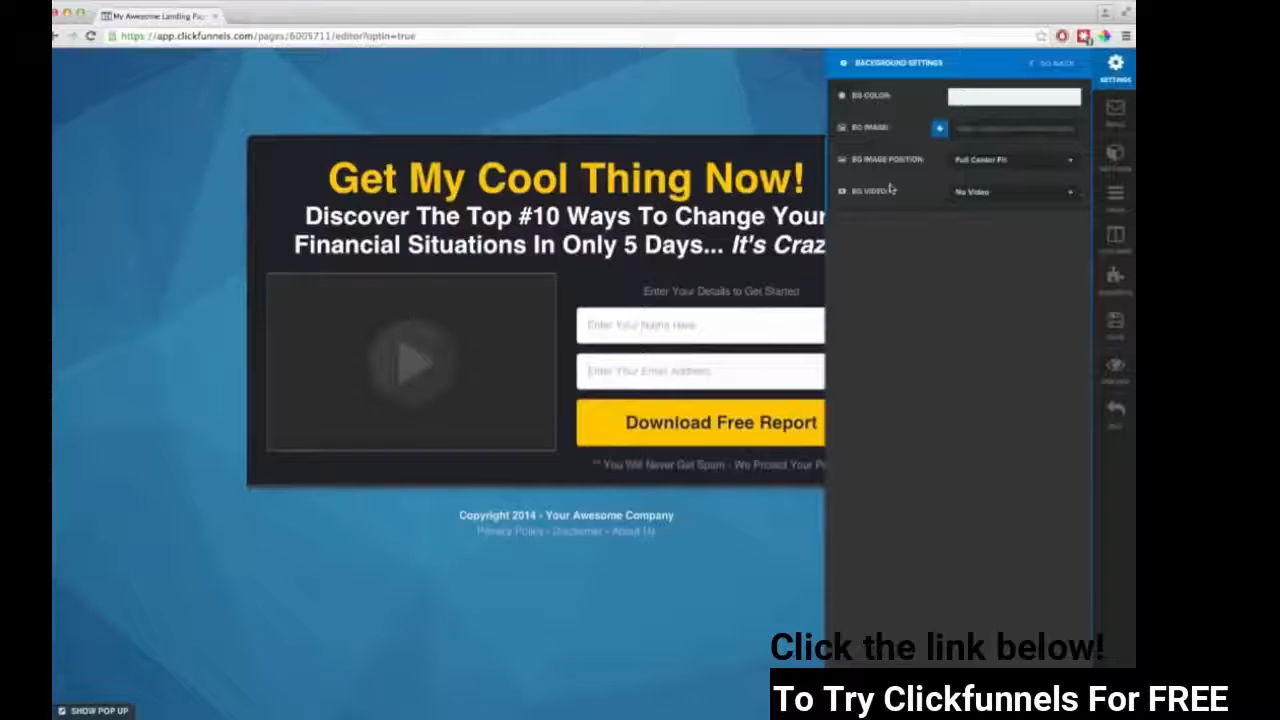 My Awesome Landing Pag
https://app.clickfunnels.com/pages/6005711/editor?optin=true
BACKGROUND SETTINGS
GO BACK
SETTINGS
BG COLOR:
BG IMAGE:
BG IMAGE POSITION:
Full Center Fit
BG VIDEO:
No Video
Get My Cool Thing Now!
Discover The Top #10 Ways To Change Your
Financial Situations In Only 5 Days... It's Craz
Enter Your Details to Get Started
Enter Your Name Here
Enter Your Email Address
Download Free Report
** You Will Never Get Spam - We Protect Your P
Copyright 2014 - Your Awesome Company
Privacy Policy - Disclaimer - About Us
SHOW POP UP
Click the link below!
To Try Clickfunnels For FREE